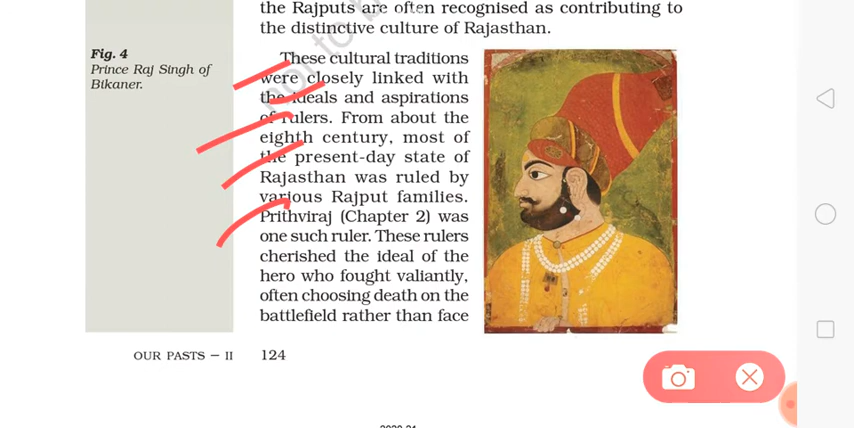 the Rajputs are often recognised as contributing to
the distinctive culture of Rajasthan.
Fig. 4
Prince Raj Singh of
Bikaner.
These cultural traditions
were closely linked with
the ideals and aspirations
of rulers. From about the
eighth century, most of
the present-day state of
Rajasthan was ruled by
various Rajput families.
Prithviraj (Chapter 2) was
one such ruler. These rulers
cherished the ideal of the
hero who fought valiantly,
often choosing death on the
battlefield rather than face
OUR PASTS – II 124
not to b